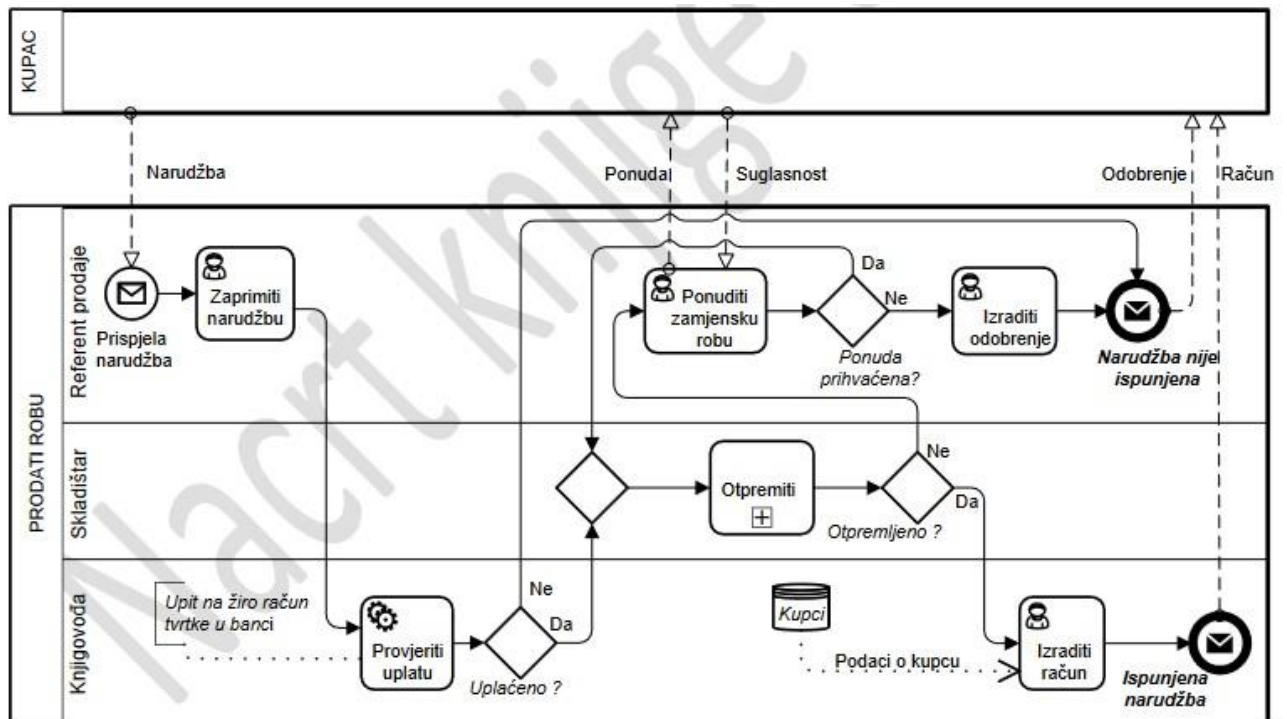 KUPAC
Narudžba
Ponuda
Suglasnost
Odobrenje
Račun
PRODATI ROBU
Referent prodaje
Prispjela
narudžba
Zaprimiti
narudžbu
Ponuditi
zamjensku
robu
Da
Ne
Ponuda
prihvaćena?
Izraditi
odobrenje
Narudžba nije
ispunjena
Skladištar
Otpremiti
Ne
Da
Otpremljeno ?
Knjigovođa
Upit na žiro račun
tvrtke u banci
Provjeriti
uplatu
Ne
Da
Uplaćeno ?
Kupci
Podaci o kupcu
Izraditi
račun
Ispunjena
narudžba
Nacrt knjige